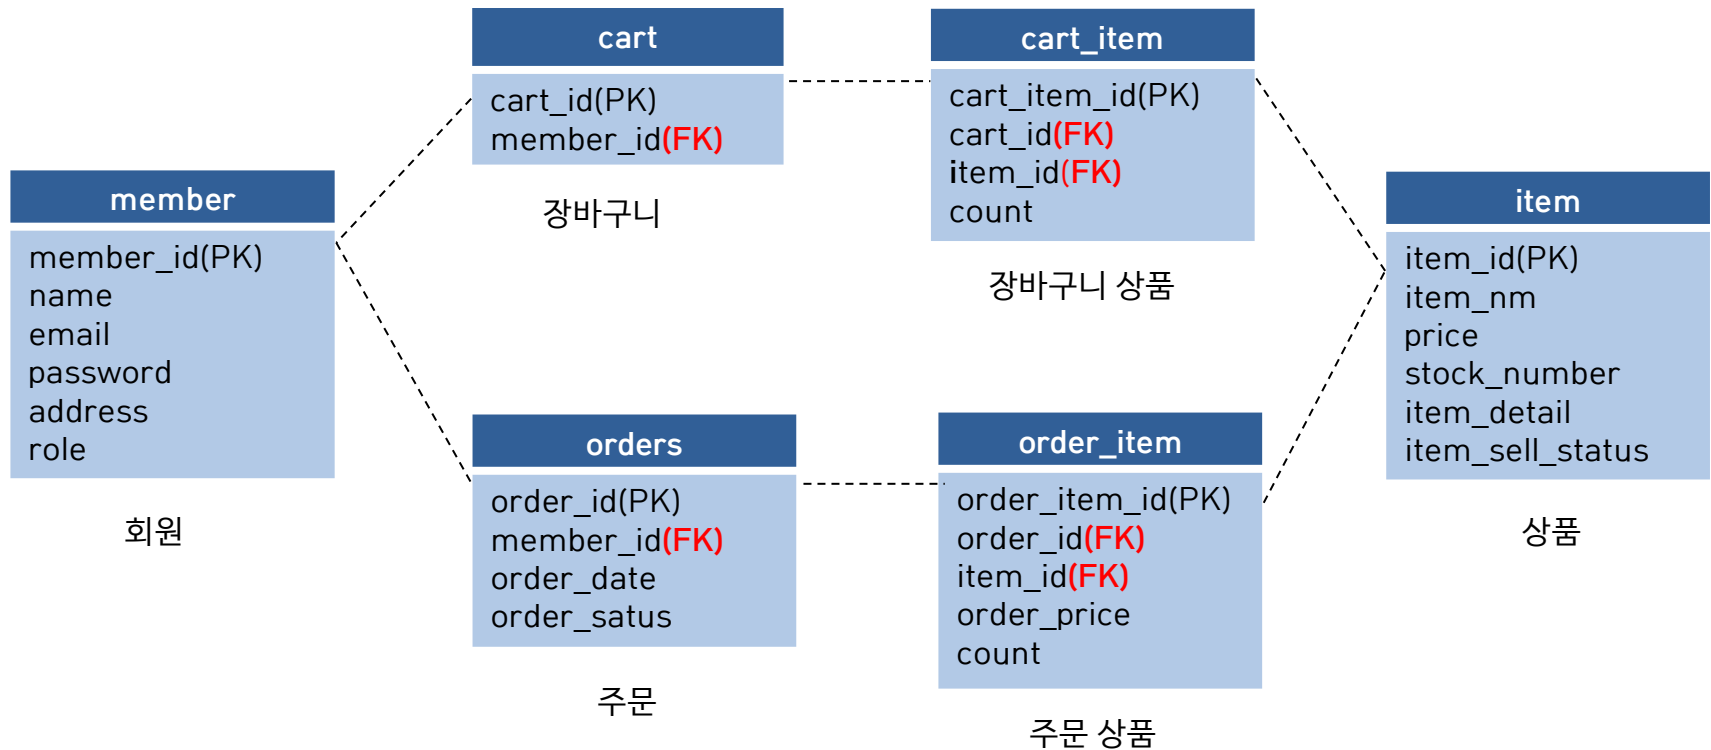 member
member_id(PK)
name
email
password
address
role
회원
cart
cart_id(PK)
member_id(FK)
장바구니
cart_item
cart_item_id(PK)
cart_id(FK)
item_id(FK)
count
장바구니 상품
orders
order_id(PK)
member_id(FK)
order_date
order_satus
주문
order_item
order_item_id(PK)
order_id(FK)
item_id(FK)
order_price
count
주문 상품
item
item_id(PK)
item_nm
price
stock_number
item_detail
item_sell_status
상품